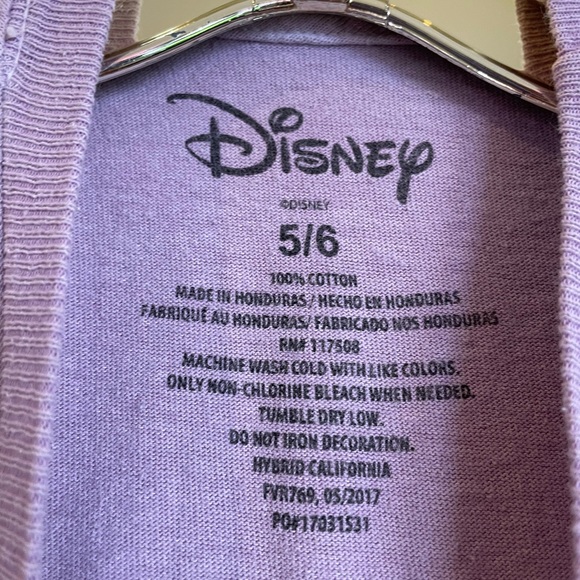 Disney
©DISNEY
5/6
100% COTTON
MADE IN HONDURAS/ HECHO EN HONDURAS
FABRIQUÉ AU HONDURAS/ FABRICADO NOS HONDURAS
RN# 117508
MACHINE WASH COLD WITH LIKE COLORS.
ONLY NON-CHLORINE BLEACH WHEN NEEDED.
TUMBLE DRY LOW.
DO NOT IRON DECORATION.
HYBRID CALIFORNIA
FVR769, 05/2017
PO#17031531